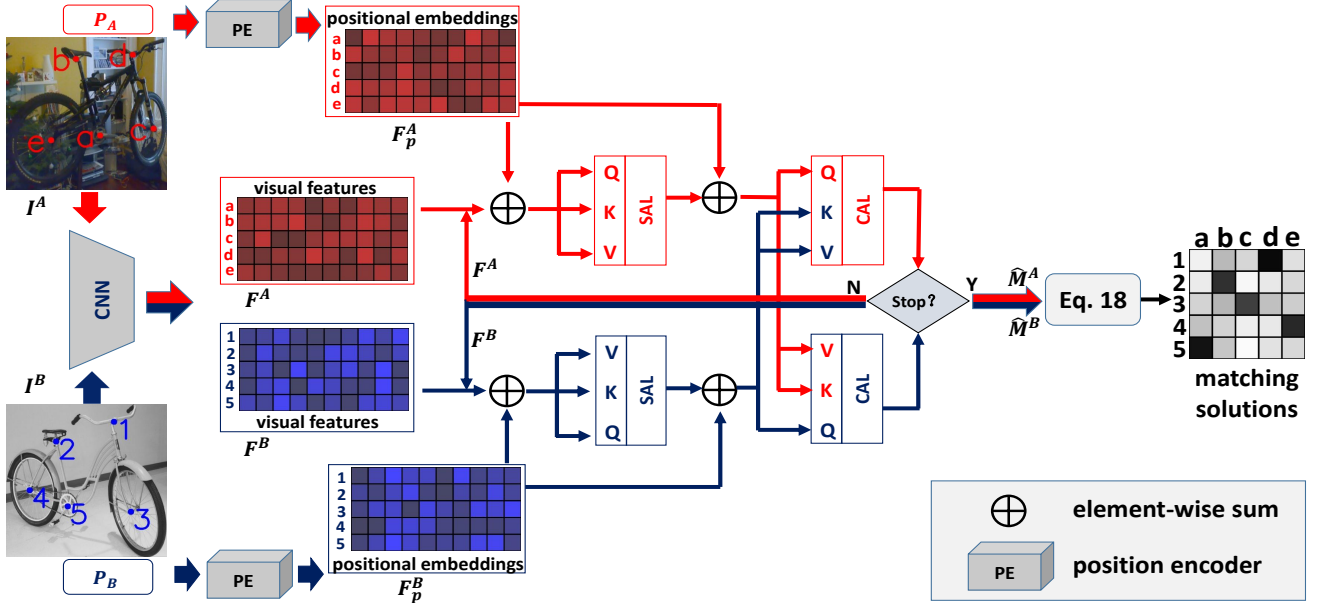 P_A
PE
positional embeddings
a
b
c
d
e
F_p^A
b
d
e
a
c
I^A
visual features
a
b
c
d
e
F^A
CNN
Q
K
V
SAL
Q
K
V
CAL
F^A
N
Stop?
Y
M̂^A
M̂^B
Eq. 18
a b c d e
1
2
3
4
5
matching
solutions
F^B
1
2
3
4
5
visual features
F^B
V
K
Q
SAL
V
K
Q
CAL
I^B
1
2
4
5
3
1
2
3
4
5
positional embeddings
F_p^B
P_B
PE
element-wise sum
PE
position encoder